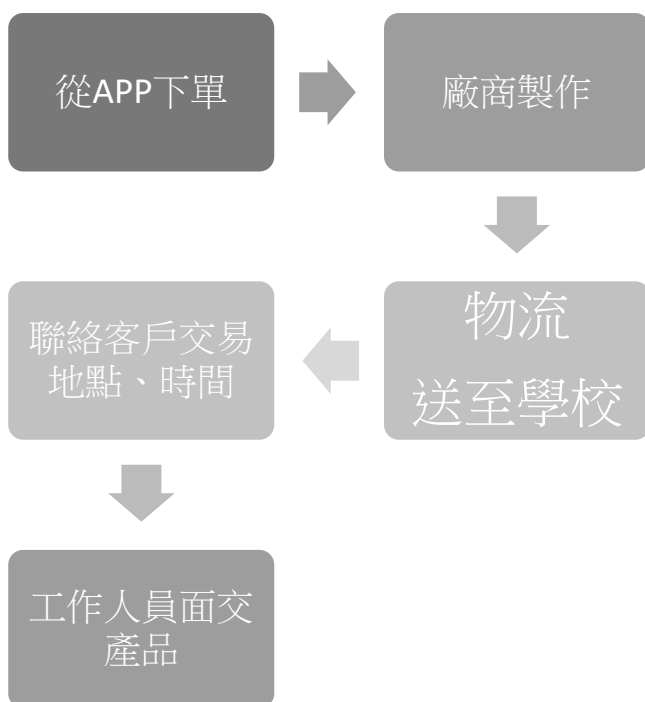 從APP下單
廠商製作
物流
送至學校
聯絡客戶交易
地點、時間
工作人員面交
產品